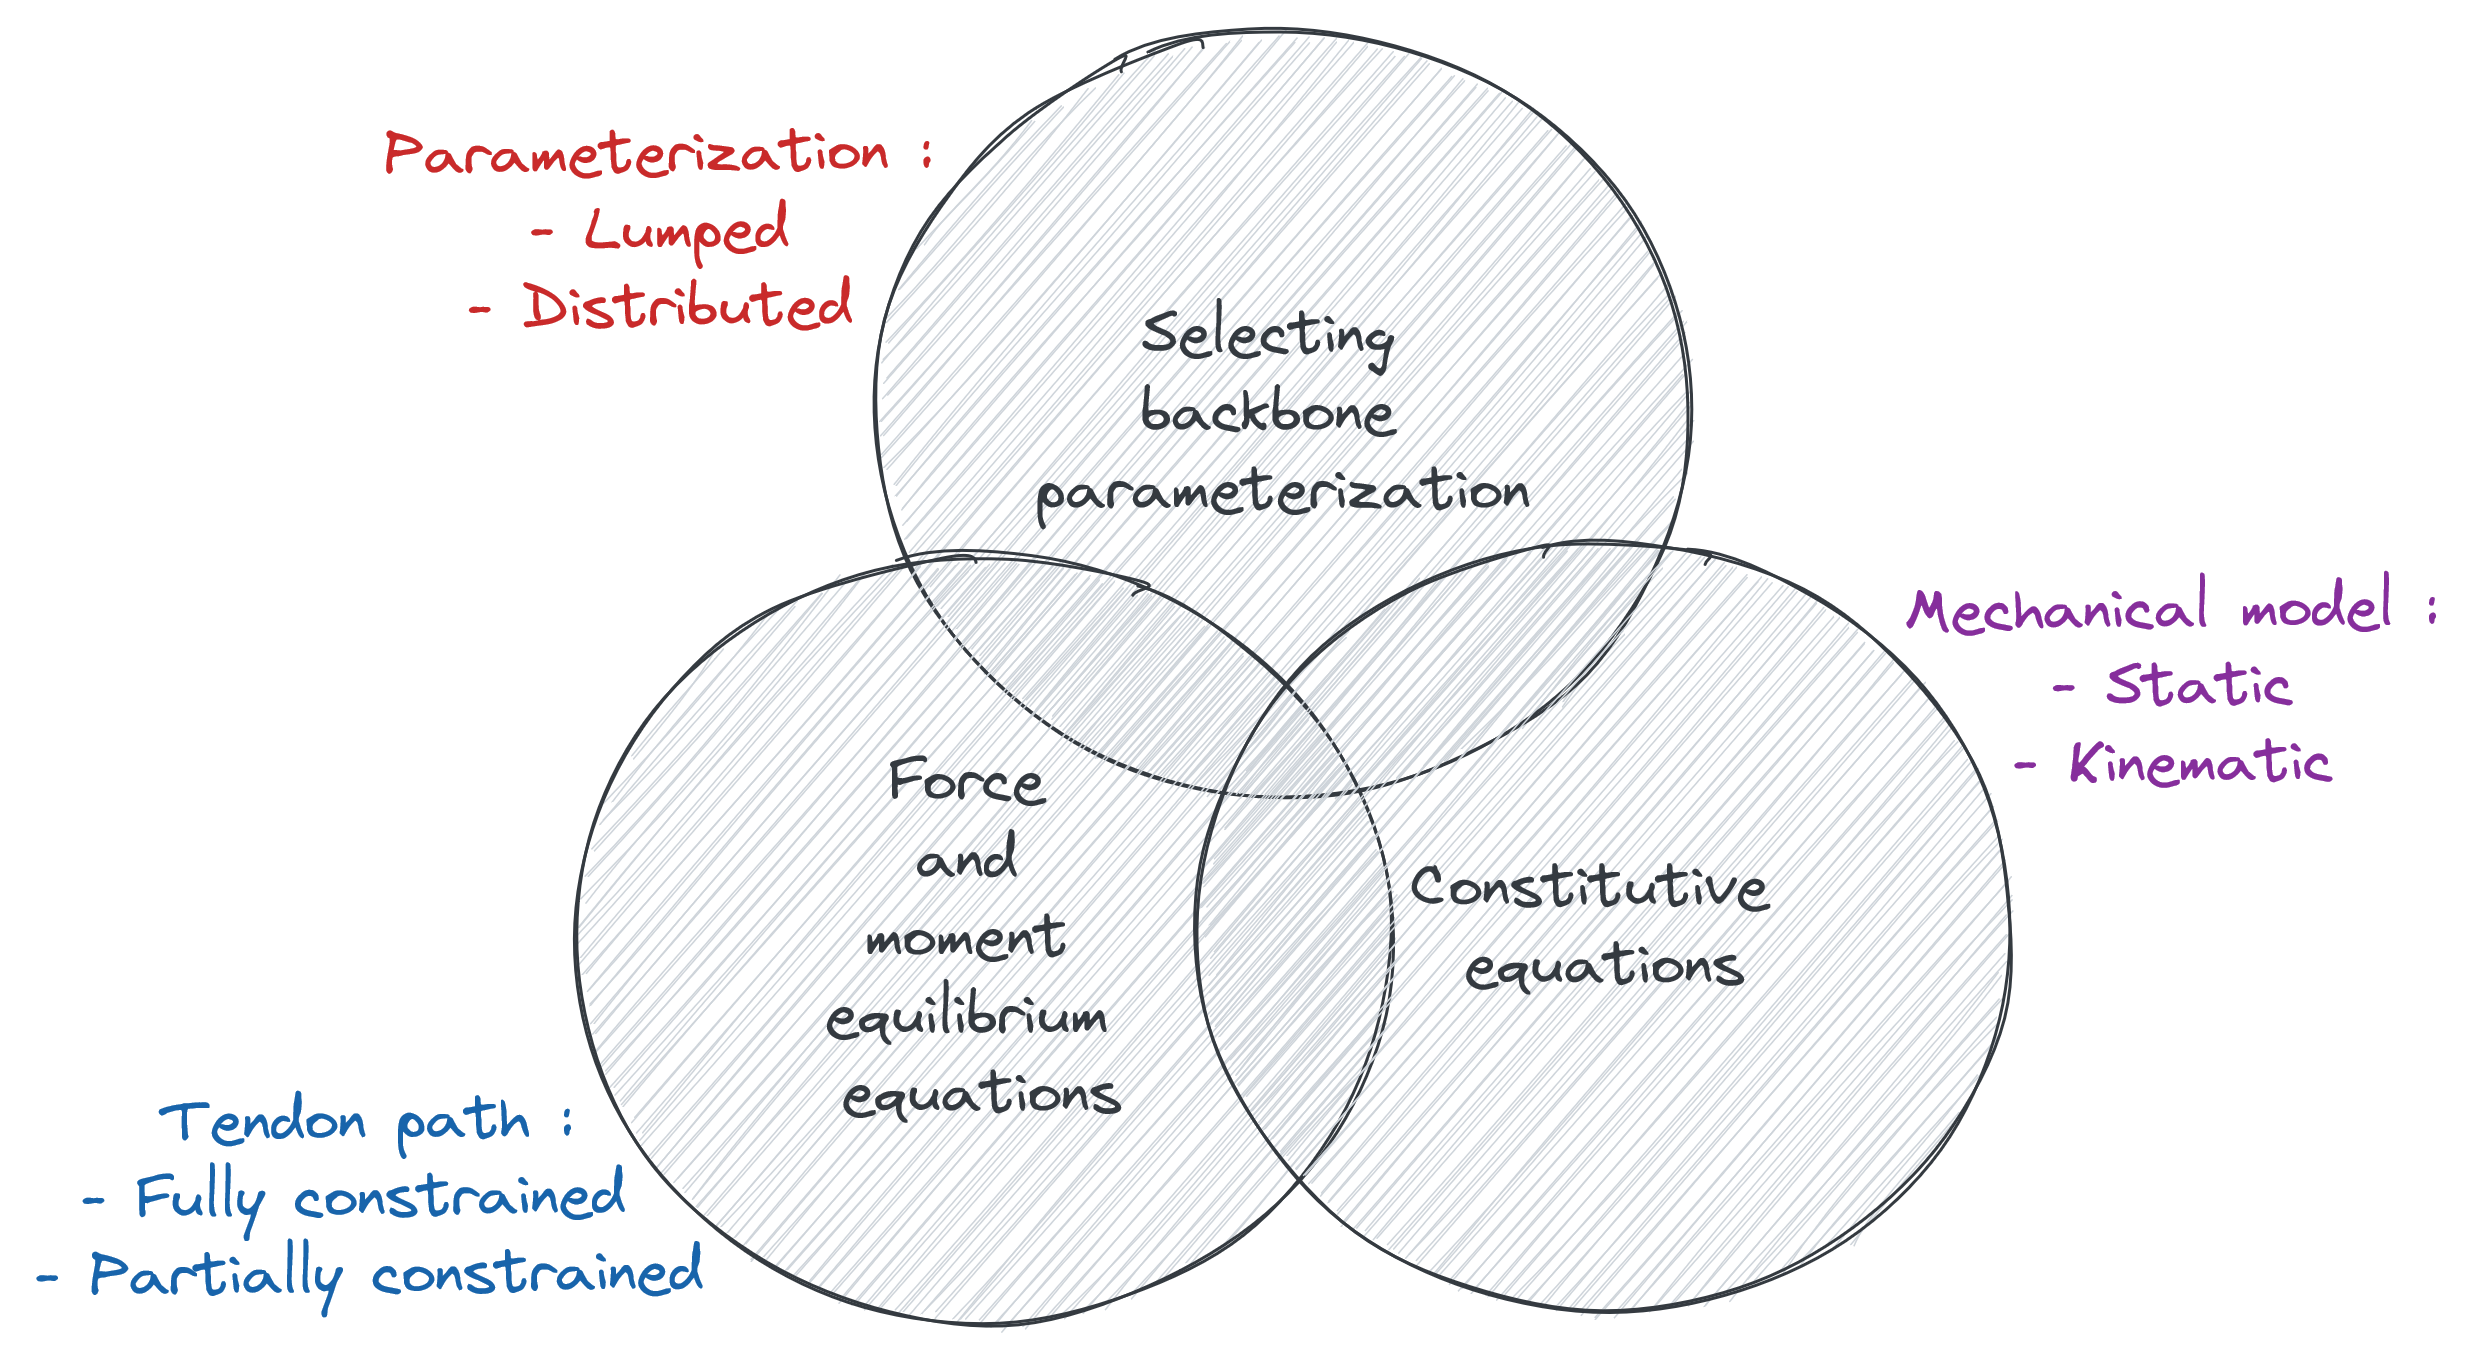 Parameterization :
- Lumped
- Distributed
Selecting
backbone
parameterization
Mechanical model :
- Static
- Kinematic
Force
and
moment
equilibrium
equations
Constitutive
equations
Tendon path :
- Fully constrained
- Partially constrained